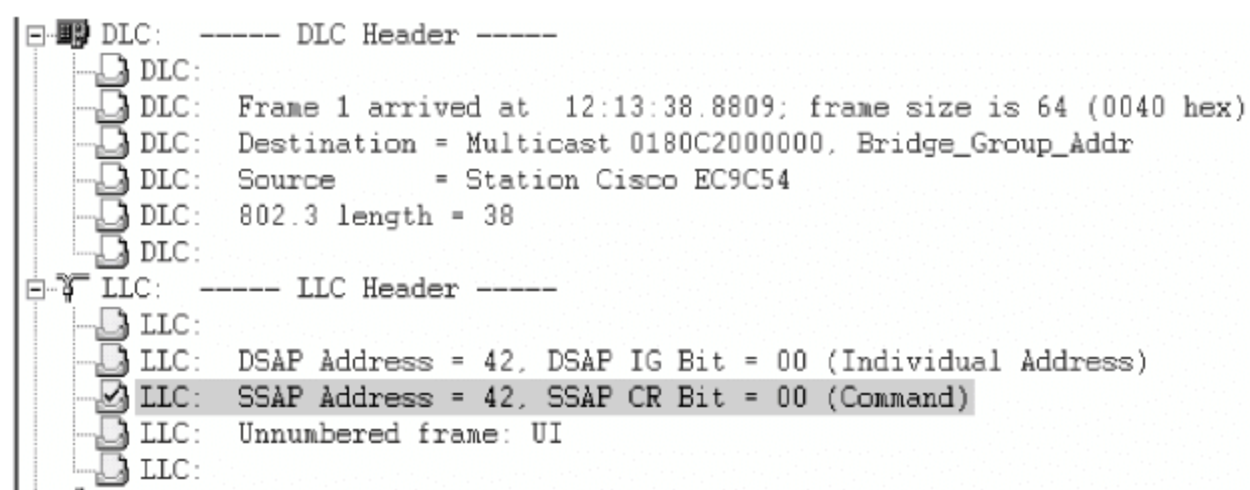 DLC: ----- DLC Header -----
DLC:
DLC: Frame 1 arrived at 12:13:38.8809; frame size is 64 (0040 hex)
DLC: Destination = Multicast 0180C2000000, Bridge_Group_Addr
DLC: Source = Station Cisco EC9C54
DLC: 802.3 length = 38
DLC:
LLC: ----- LLC Header -----
LLC:
LLC: DSAP Address = 42, DSAP IG Bit = 00 (Individual Address)
LLC: SSAP Address = 42, SSAP CR Bit = 00 (Command)
LLC: Unnumbered frame: UI
LLC: